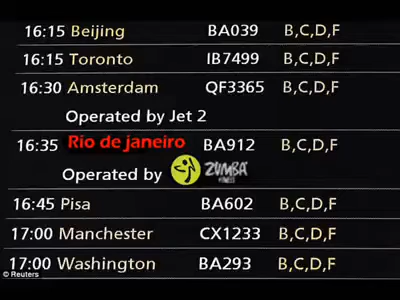 16:15 Beijing BA039 B,C,D,F
16:15 Toronto IB7499 B,C,D,F
16:30 Amsterdam QF3365 B,C,D,F
Operated by Jet 2
16:35 Rio de janeiro BA912 B,C,D,F
Operated by ZUMBA FITNESS
16:45 Pisa BA602 B,C,D,F
17:00 Manchester CX1233 B,C,D,F
17:00 Washington BA293 B,C,D,F
© Reuters